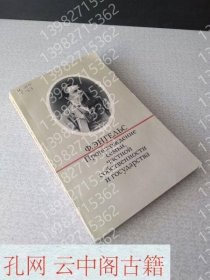 Ф. ЭНГЕЛЬС
Происхождение
семьи,
частной
собственности
и государства
13982715362
孔网 云中阁古籍